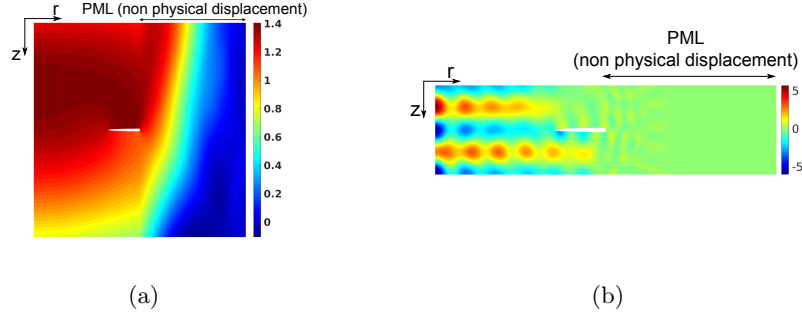 PML (non physical displacement)
r
z
1.4
1.2
1
0.8
0.6
0.4
0.2
0
(a)
PML
(non physical displacement)
r
z
5
0
-5
(b)